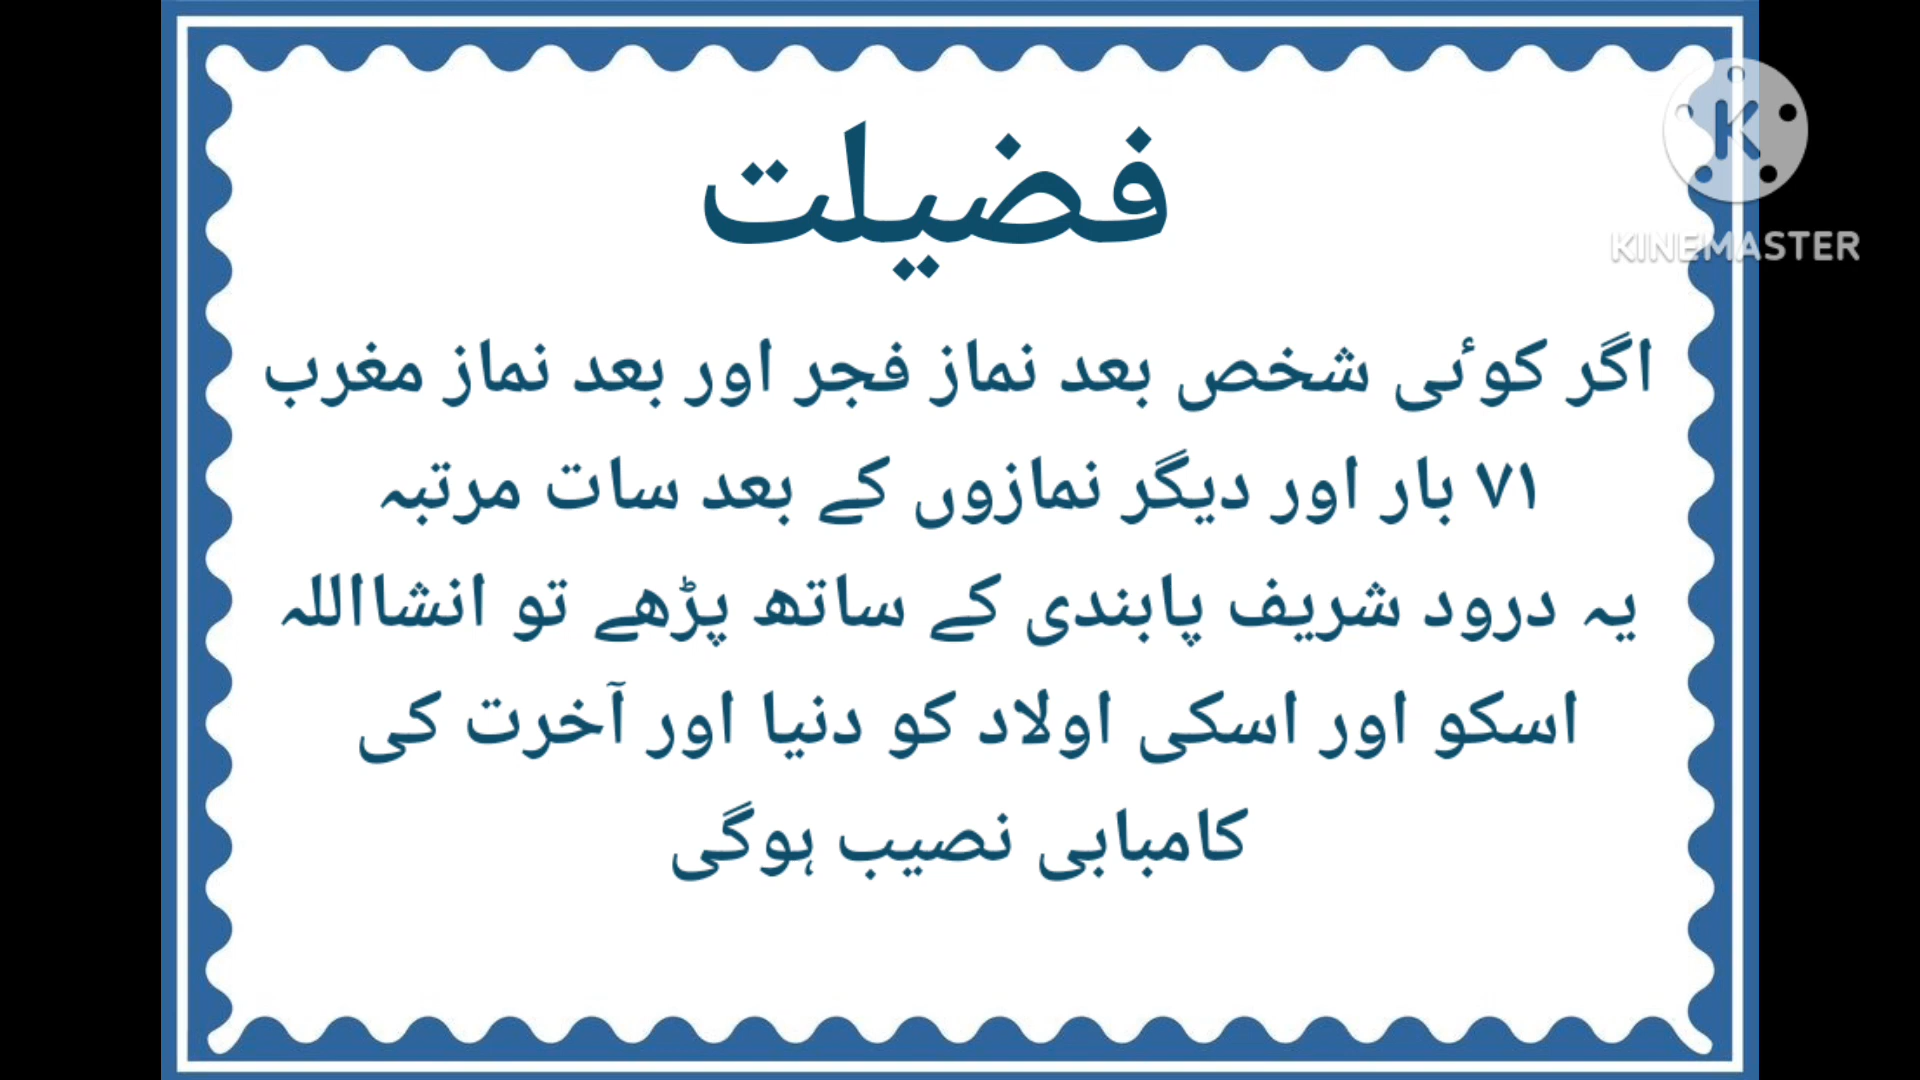 فضیلت
KINEMASTER
اگر کوئی شخص بعد نماز فجر اور بعد نماز مغرب
۷۱ بار اور دیگر نمازوں کے بعد سات مرتبہ
یہ درود شریف پابندی کے ساتھ پڑھے تو انشااللہ
اسکو اور اسکی اولاد کو دنیا اور آخرت کی
کامیابی نصیب ہوگی